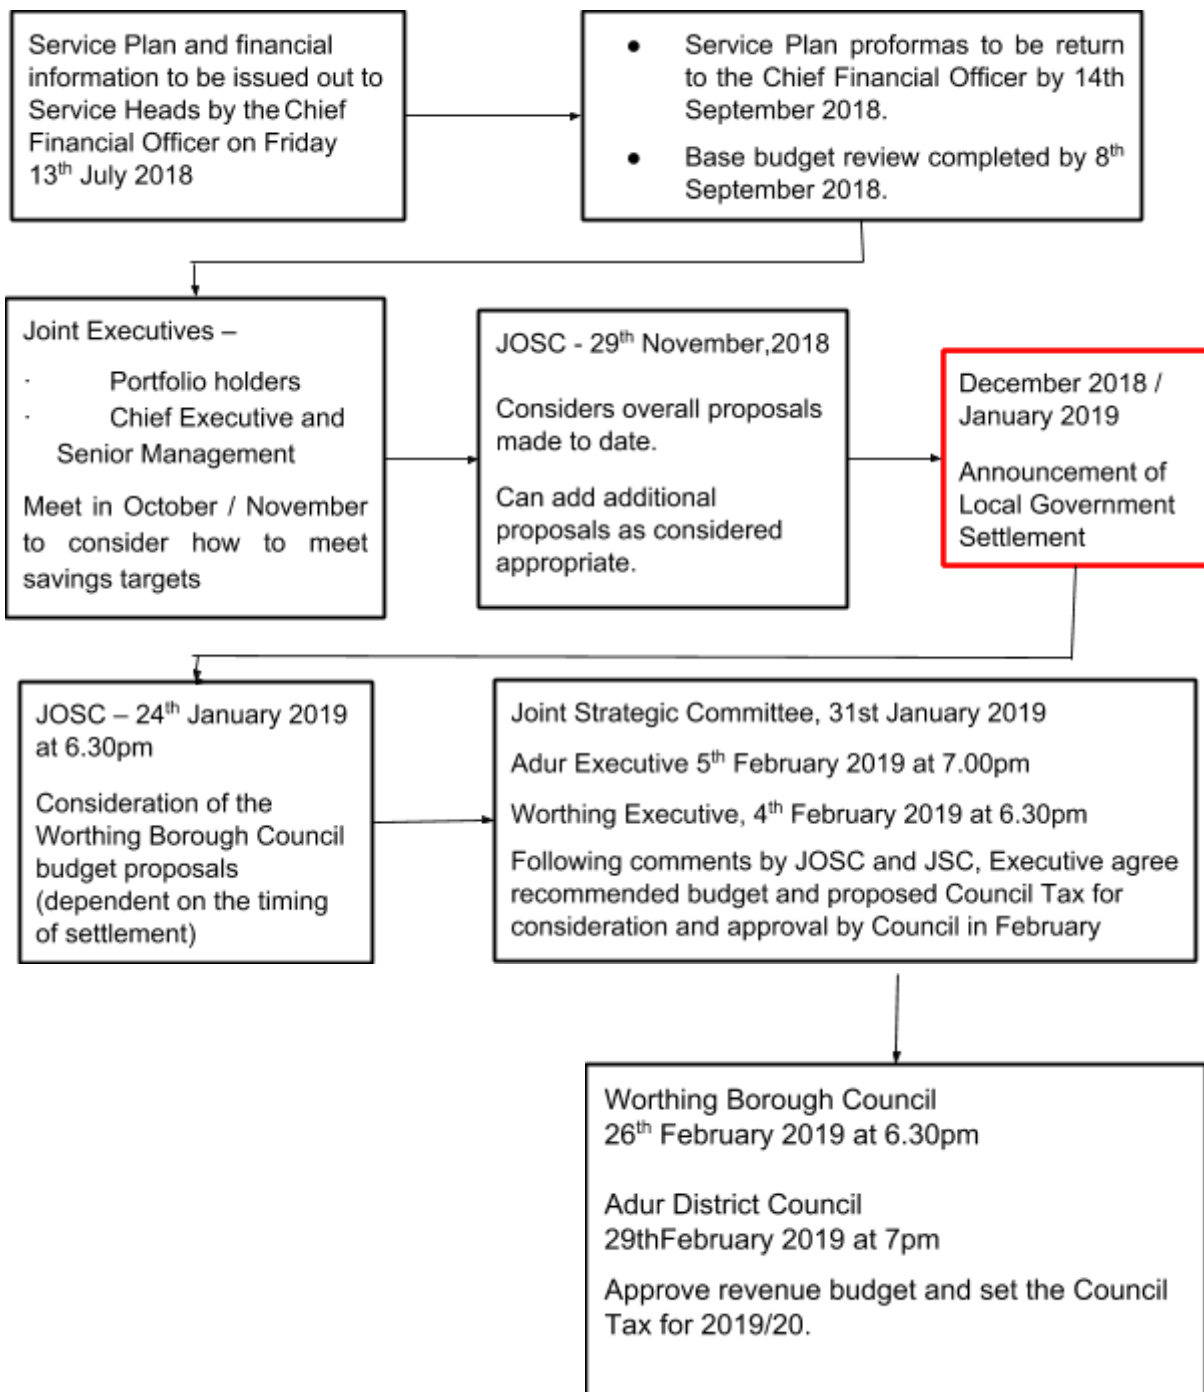 Service Plan and financial
information to be issued out to
Service Heads by the Chief
Financial Officer on Friday
13th July 2018
● Service Plan proformas to be return
to the Chief Financial Officer by 14th
September 2018.
● Base budget review completed by 8th
September 2018.
Joint Executives –
· Portfolio holders
· Chief Executive and
Senior Management
Meet in October / November
to consider how to meet
savings targets
JOSC - 29th November,2018
Considers overall proposals
made to date.
Can add additional
proposals as considered
appropriate.
December 2018 /
January 2019
Announcement of
Local Government
Settlement
JOSC – 24th January 2019
at 6.30pm
Consideration of the
Worthing Borough Council
budget proposals
(dependent on the timing
of settlement)
Joint Strategic Committee, 31st January 2019
Adur Executive 5th February 2019 at 7.00pm
Worthing Executive, 4th February 2019 at 6.30pm
Following comments by JOSC and JSC, Executive agree
recommended budget and proposed Council Tax for
consideration and approval by Council in February
Worthing Borough Council
26th February 2019 at 6.30pm
Adur District Council
29thFebruary 2019 at 7pm
Approve revenue budget and set the Council
Tax for 2019/20.